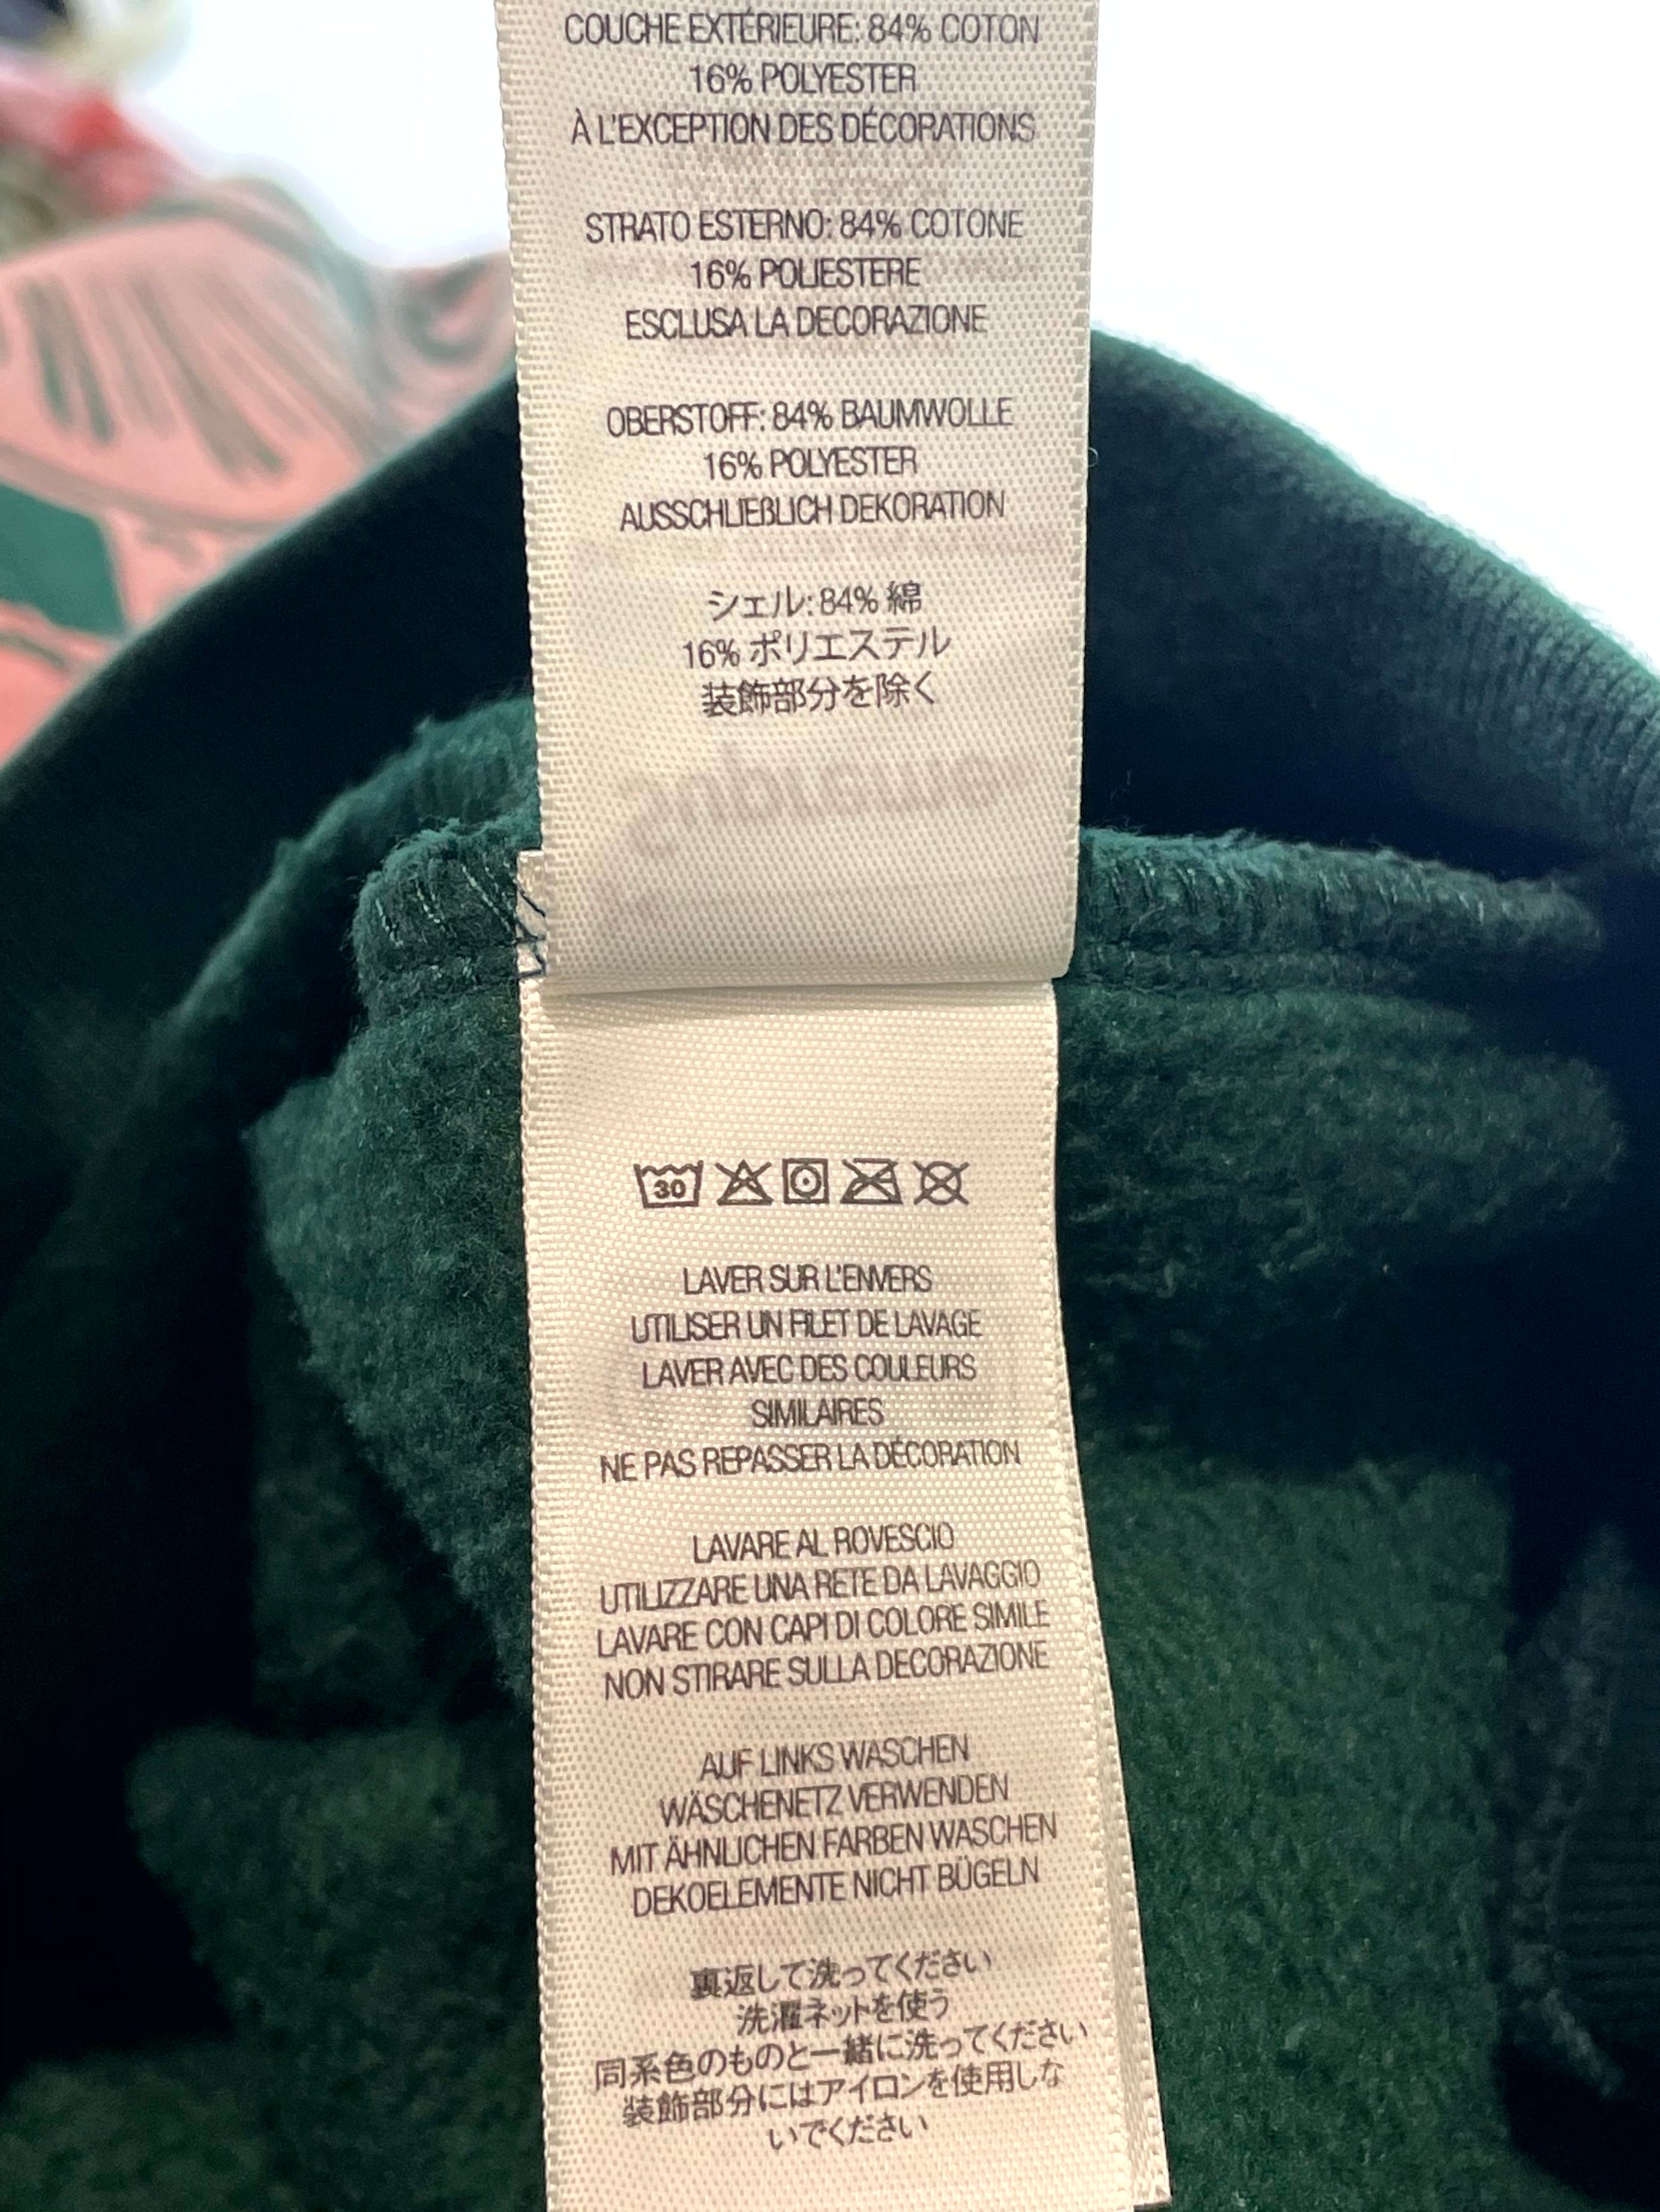 COUCHE EXTÉRIEURE: 84% COTON
16% POLYESTER
À L'EXCEPTION DES DÉCORATIONS
STRATO ESTERNO: 84% COTONE
16% POLIESTERE
ESCLUSA LA DECORAZIONE
OBERSTOFF: 84% BAUMWOLLE
16% POLYESTER
AUSSCHLIEßLICH DEKORATION
シェル: 84% 綿
16% ポリエステル
装飾部分を除く
30
LAVER SUR L'ENVERS
UTILISER UN FILET DE LAVAGE
LAVER AVEC DES COULEURS
SIMILAIRES
NE PAS REPASSER LA DÉCORATION
LAVARE AL ROVESCIO
UTILIZZARE UNA RETE DA LAVAGGIO
LAVARE CON CAPI DI COLORE SIMILE
NON STIRARE SULLA DECORAZIONE
AUF LINKS WASCHEN
WÄSCHENETZ VERWENDEN
MIT ÄHNLICHEN FARBEN WASCHEN
DEKOELEMENTE NICHT BÜGELN
裏返して洗ってください
洗濯ネットを使う
同系色のものと一緒に洗ってください
装飾部分にはアイロンを使用しな
いでください